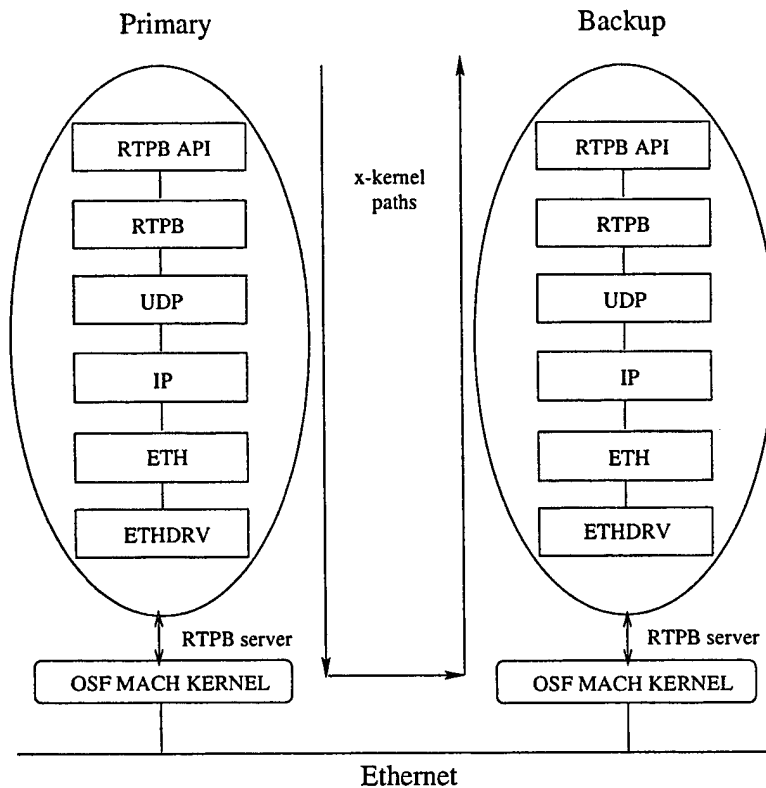 Primary
Backup
RTPB API
RTPB
UDP
IP
ETH
ETHDRV
RTPB server
OSF MACH KERNEL
x-kernel
paths
RTPB API
RTPB
UDP
IP
ETH
ETHDRV
RTPB server
OSF MACH KERNEL
Ethernet